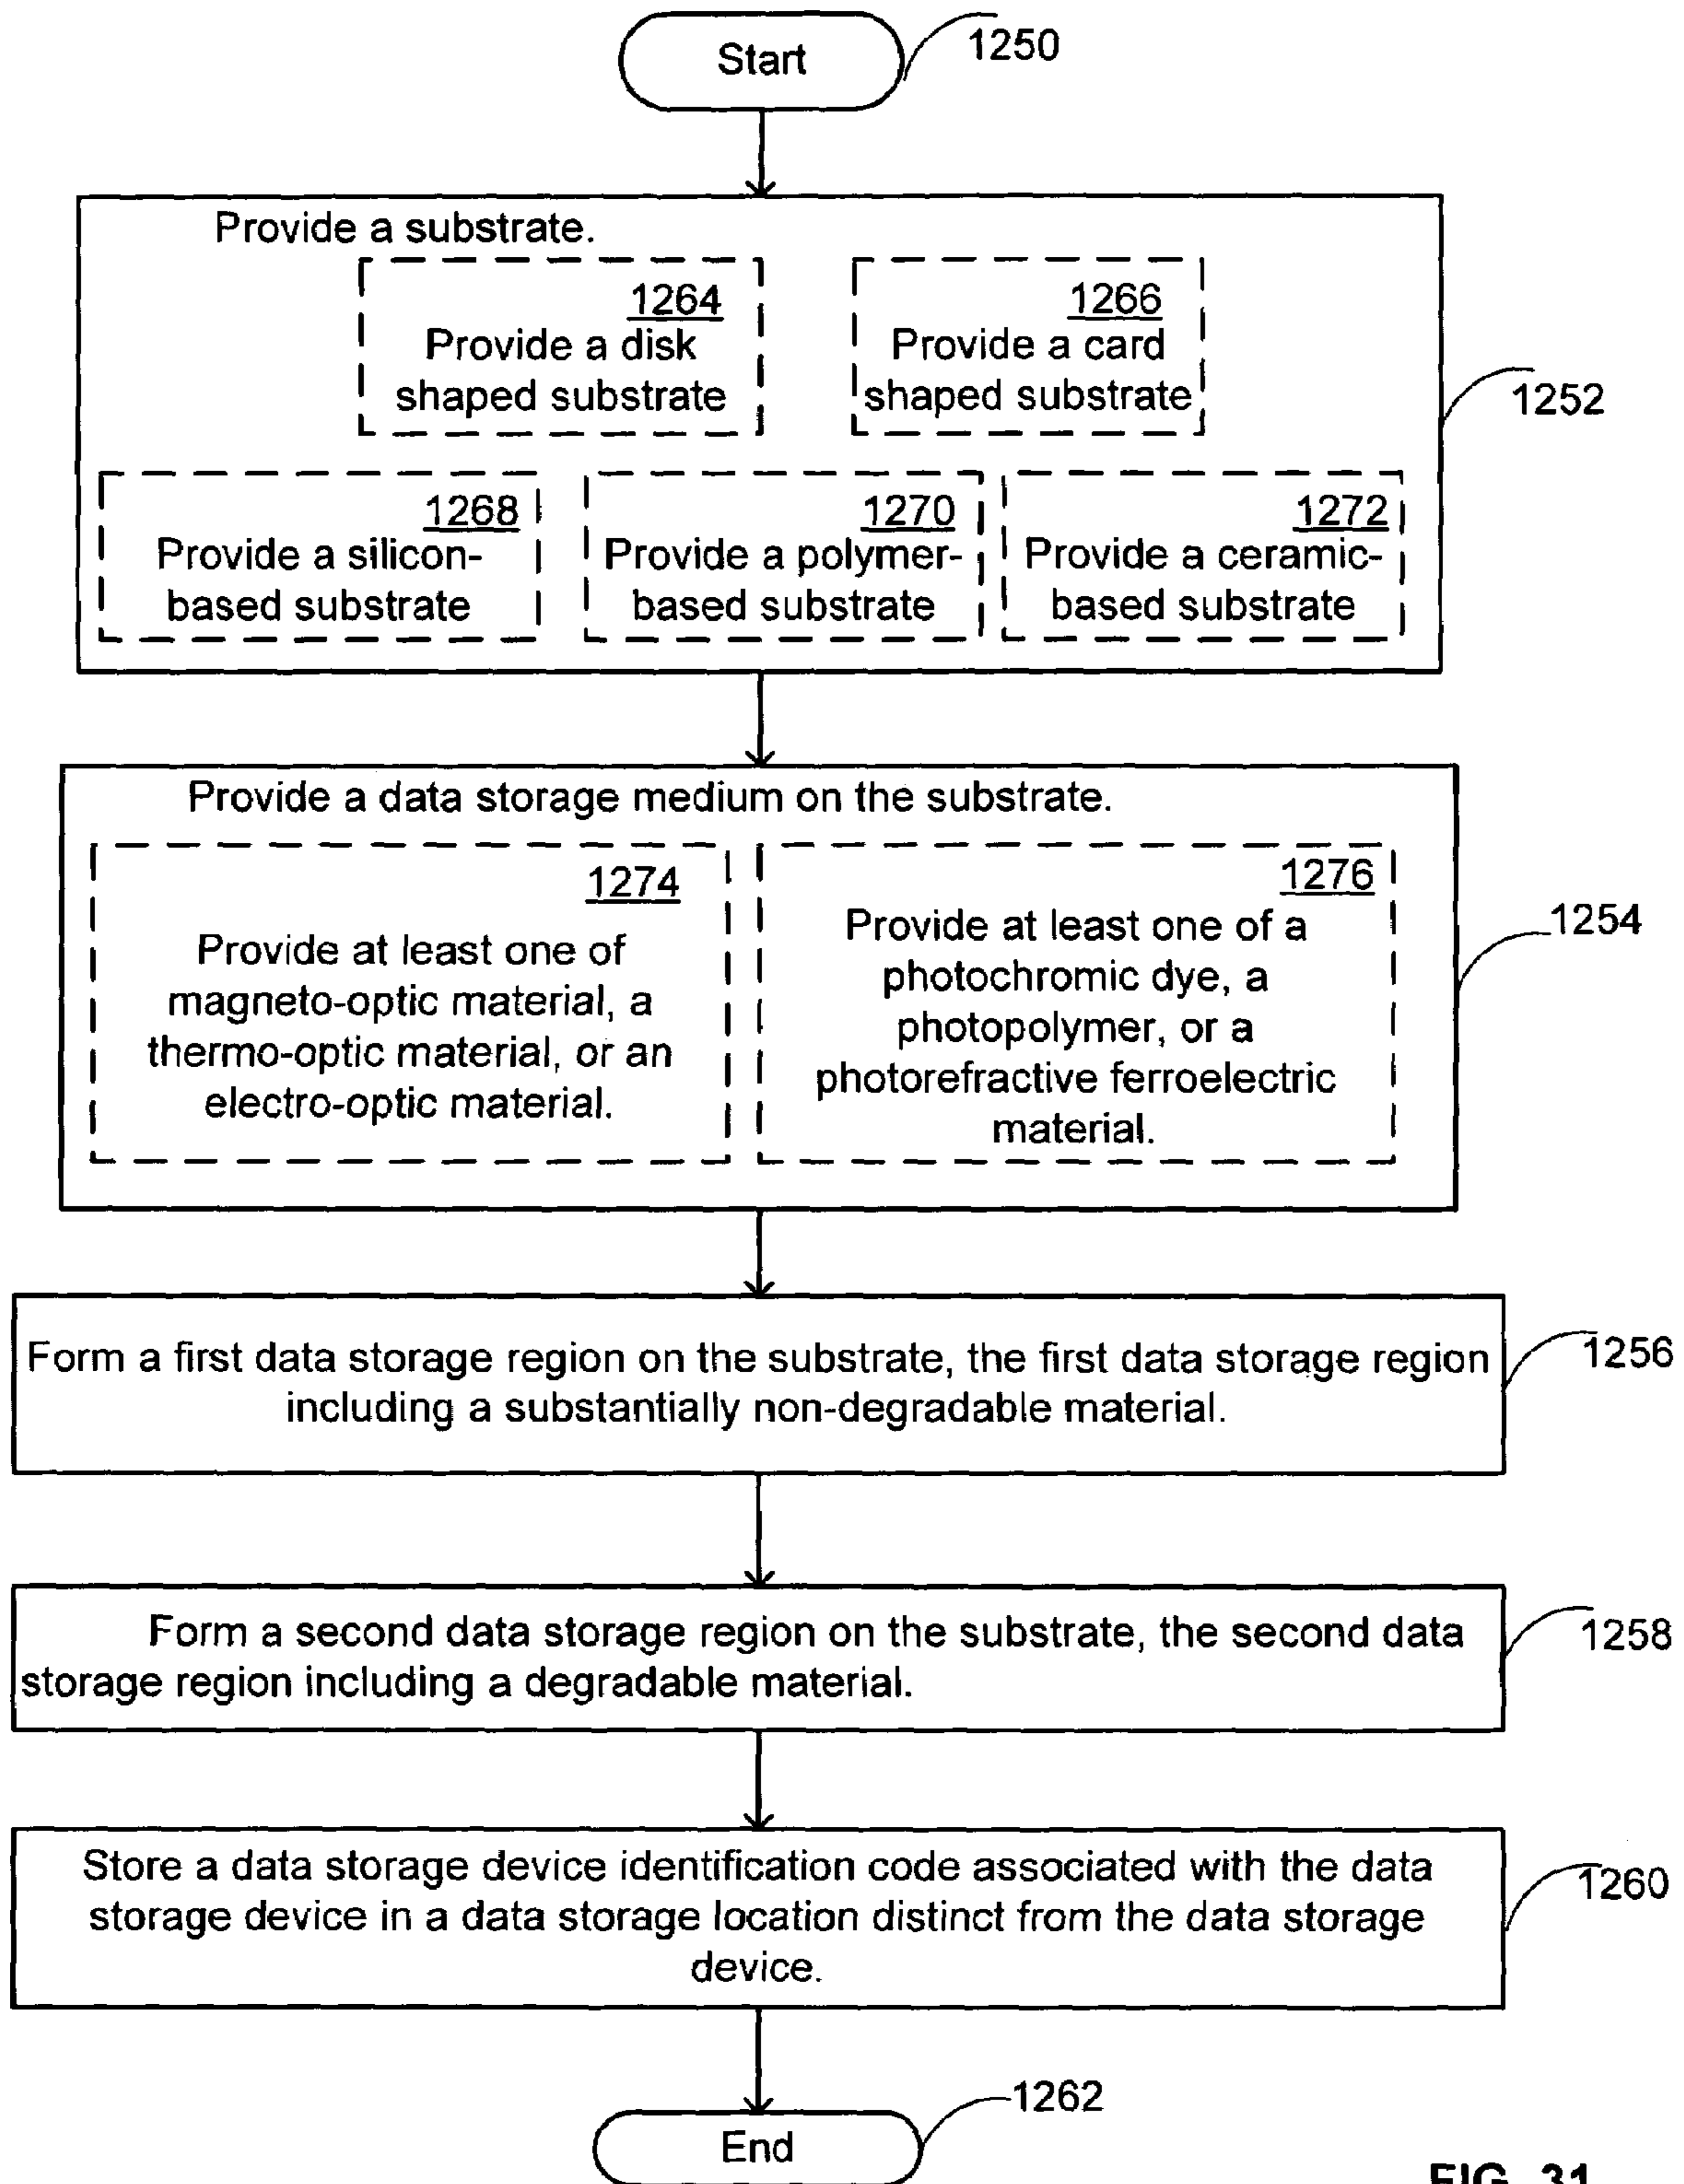 Start
1250
Provide a substrate.
1264
Provide a disk
shaped substrate
1266
Provide a card
shaped substrate
1252
1268
Provide a silicon-
based substrate
1270
Provide a polymer-
based substrate
1272
Provide a ceramic-
based substrate
Provide a data storage medium on the substrate.
1274
Provide at least one of
magneto-optic material, a
thermo-optic material, or an
electro-optic material.
1276
Provide at least one of a
photochromic dye, a
photopolymer, or a
photorefractive ferroelectric
material.
1254
Form a first data storage region on the substrate, the first data storage region
including a substantially non-degradable material.
1256
Form a second data storage region on the substrate, the second data
storage region including a degradable material.
1258
Store a data storage device identification code associated with the data
storage device in a data storage location distinct from the data storage
device.
1260
1262
End
FIG. 31